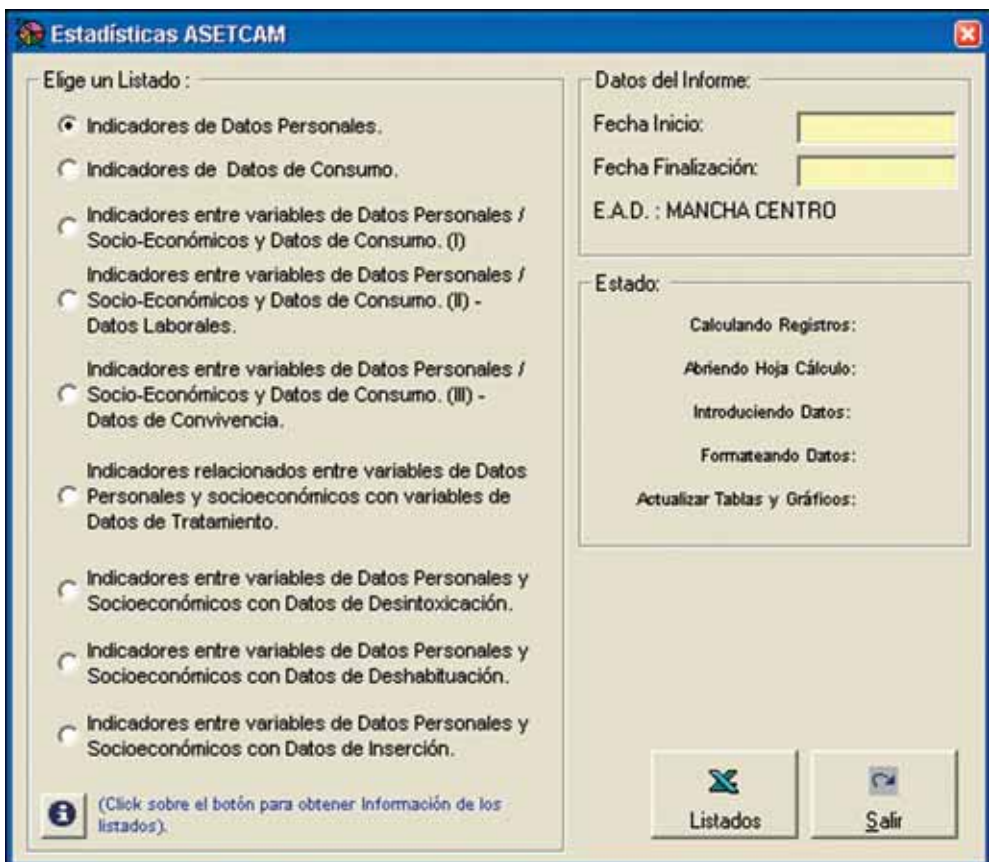 Estadísticas ASETCAM
Elige un Listado :
Indicadores de Datos Personales.
Indicadores de Datos de Consumo.
Indicadores entre variables de Datos Personales /
Socio-Económicos y Datos de Consumo. (I)
Indicadores entre variables de Datos Personales /
Socio-Económicos y Datos de Consumo. (II) -
Datos Laborales.
Indicadores entre variables de Datos Personales /
Socio-Económicos y Datos de Consumo. (III) -
Datos de Convivencia.
Indicadores relacionados entre variables de Datos
Personales y socioeconómicos con variables de
Datos de Tratamiento.
Indicadores entre variables de Datos Personales y
Socioeconómicos con Datos de Desintoxicación.
Indicadores entre variables de Datos Personales y
Socioeconómicos con Datos de Deshabituación.
Indicadores entre variables de Datos Personales y
Socioeconómicos con Datos de Inserción.
(Click sobre el botón para obtener Información de los
listados).
Datos del Informe:
Fecha Inicio:
Fecha Finalización:
E.A.D. : MANCHA CENTRO
Estado:
Calculando Registros:
Abriendo Hoja Cálculo:
Introduciendo Datos:
Formateando Datos:
Actualizar Tablas y Gráficos:
Listados
Salir